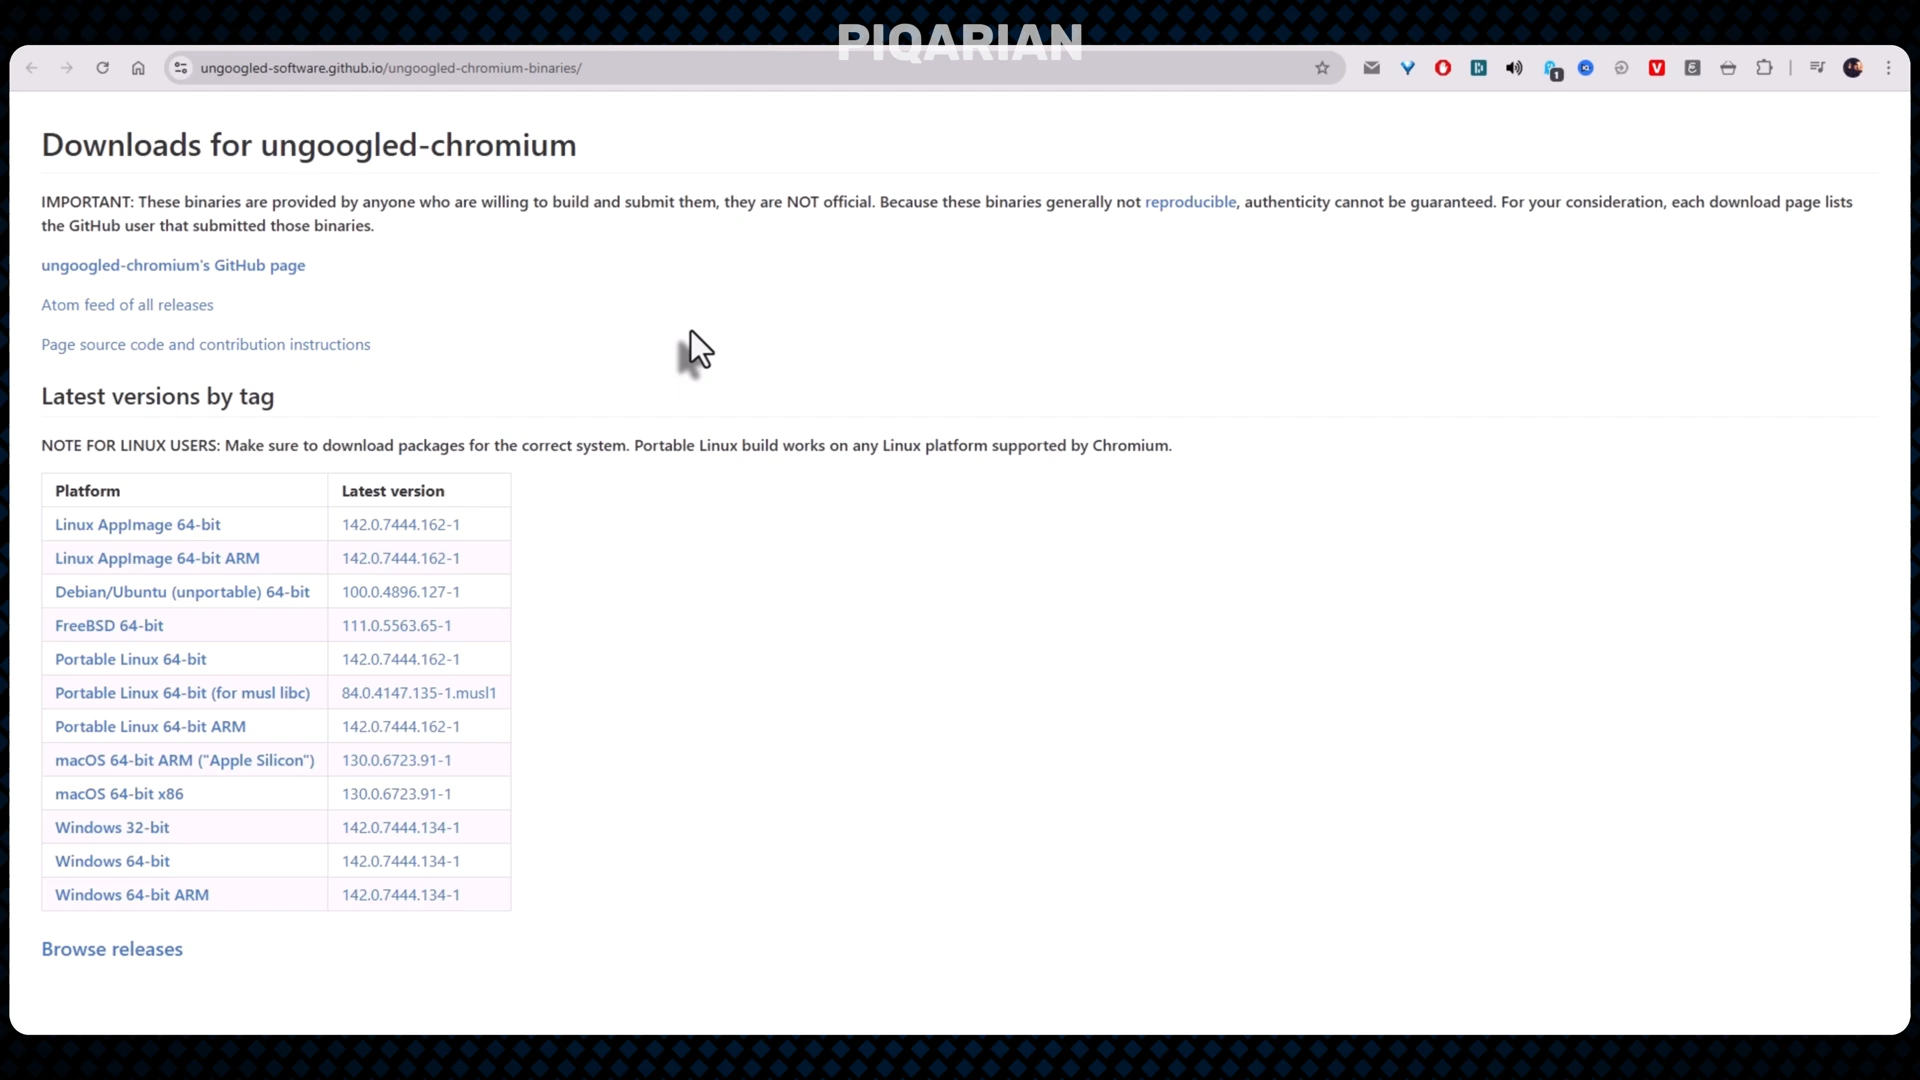 PIQARIAN
ungoogled-software.github.io/ungoogled-chromium-binaries/
1
V
Downloads for ungoogled-chromium
IMPORTANT: These binaries are provided by anyone who are willing to build and submit them, they are NOT official. Because these binaries generally not reproducible, authenticity cannot be guaranteed. For your consideration, each download page lists
the GitHub user that submitted those binaries.
ungoogled-chromium's GitHub page
Atom feed of all releases
Page source code and contribution instructions
Latest versions by tag
NOTE FOR LINUX USERS: Make sure to download packages for the correct system. Portable Linux build works on any Linux platform supported by Chromium.
Platform Latest version
Linux AppImage 64-bit 142.0.7444.162-1
Linux AppImage 64-bit ARM 142.0.7444.162-1
Debian/Ubuntu (unportable) 64-bit 100.0.4896.127-1
FreeBSD 64-bit 111.0.5563.65-1
Portable Linux 64-bit 142.0.7444.162-1
Portable Linux 64-bit (for musl libc) 84.0.4147.135-1.musl1
Portable Linux 64-bit ARM 142.0.7444.162-1
macOS 64-bit ARM ("Apple Silicon") 130.0.6723.91-1
macOS 64-bit x86 130.0.6723.91-1
Windows 32-bit 142.0.7444.134-1
Windows 64-bit 142.0.7444.134-1
Windows 64-bit ARM 142.0.7444.134-1
Browse releases